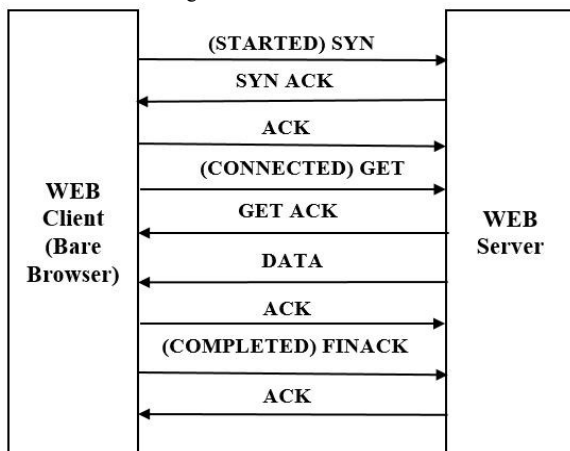 (STARTED) SYN
SYN ACK
ACK
(CONNECTED) GET
GET ACK
DATA
ACK
(COMPLETED) FINACK
ACK
WEB
Client
(Bare
Browser)
WEB
Server